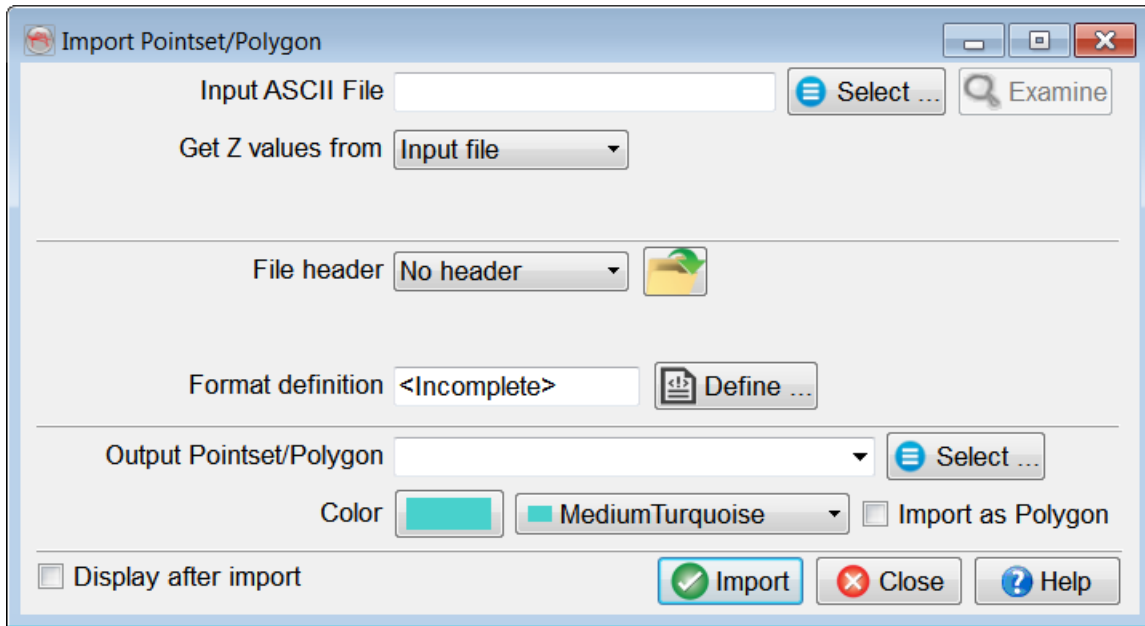 Import Pointset/Polygon
Input ASCII File Select ... Examine
Get Z values from Input file
File header No header
Format definition <Incomplete> Define ...
Output Pointset/Polygon Select ...
Color MediumTurquoise Import as Polygon
Display after import Import Close Help